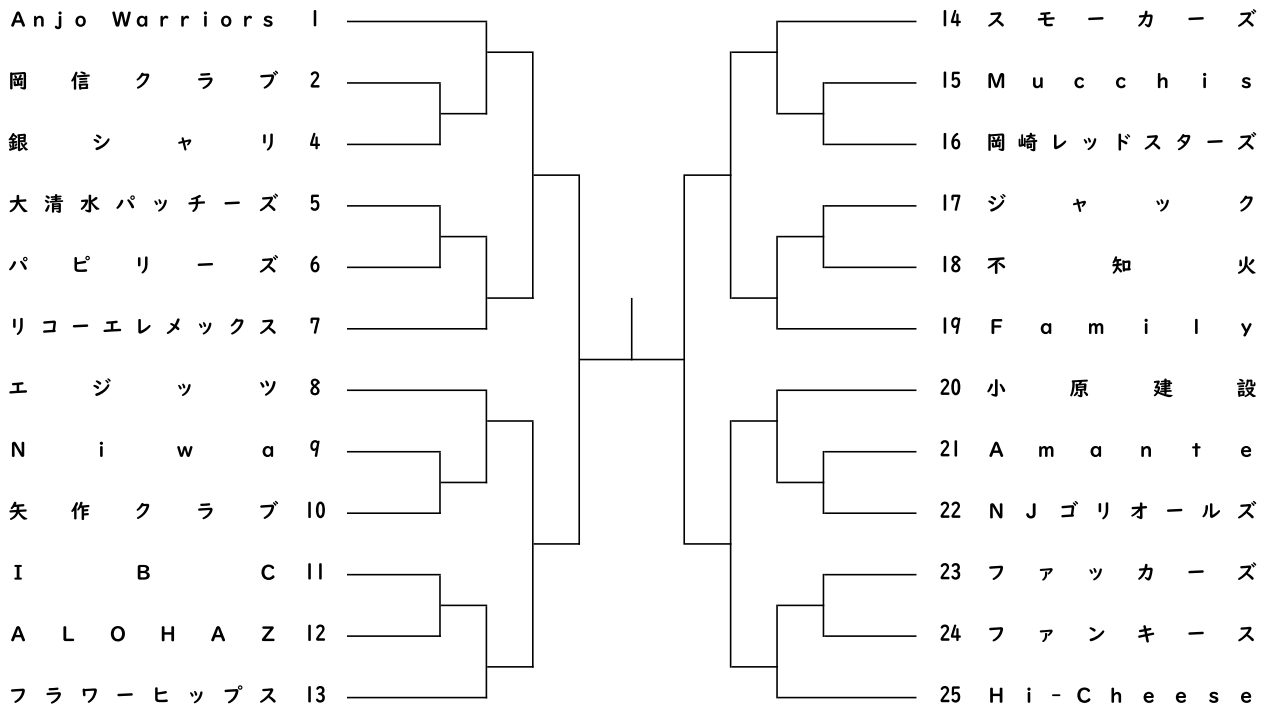 Anjo Warriors 1
岡信クラブ 2
銀シャリ 4
大清水パッチーズ 5
パピリーズ 6
リコーエレメックス 7
エジッツ 8
Niwa 9
矢作クラブ 10
IBC 11
ALOHAZ 12
フラワーヒップス 13
14 スモーカーズ
15 Mucchis
16 岡崎レッドスターズ
17 ジャック
18 不知火
19 Family
20 小原建設
21 Amante
22 NJゴリオールズ
23 ファッカーズ
24 ファンキース
25 Hi-Cheese